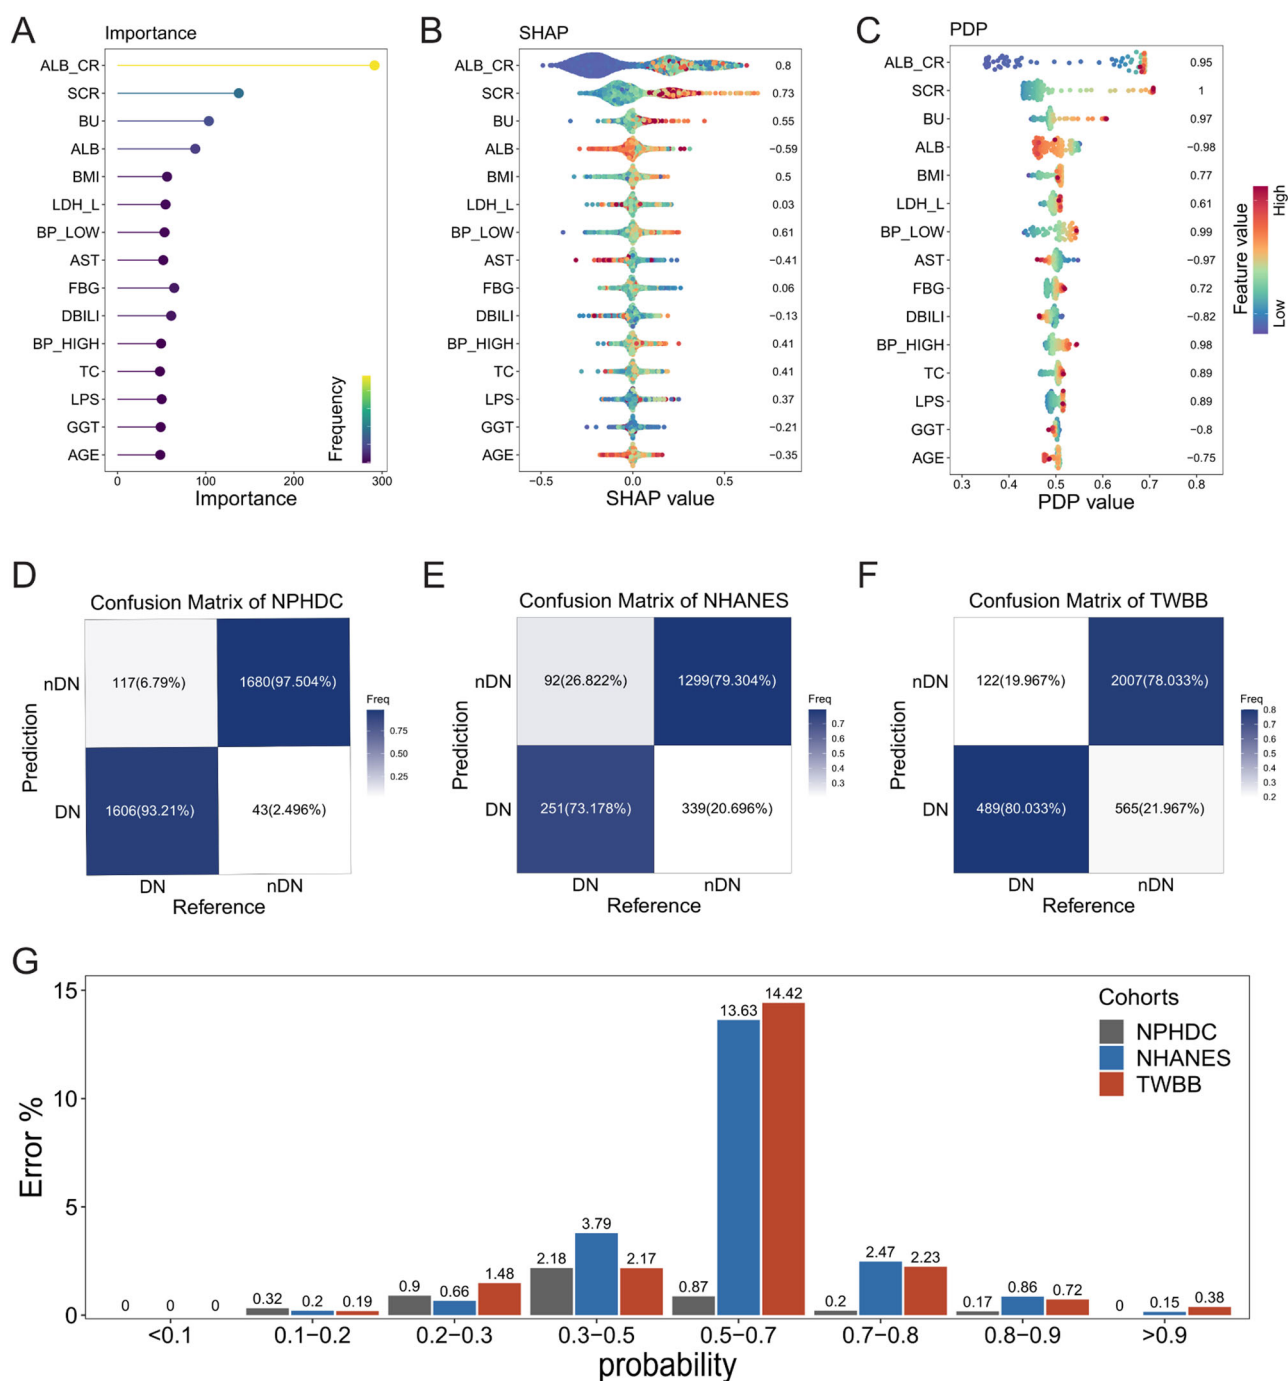 A
Importance
ALB_CR
SCR
BU
ALB
BMI
LDH_L
BP_LOW
AST
FBG
DBILI
BP_HIGH
TC
LPS
GGT
AGE
Frequency
0 100 200 300
Importance
B
SHAP
ALB_CR 0.8
SCR 0.73
BU 0.55
ALB −0.59
BMI 0.5
LDH_L 0.03
BP_LOW 0.61
AST −0.41
FBG 0.06
DBILI −0.13
BP_HIGH 0.41
TC 0.41
LPS 0.37
GGT −0.21
AGE −0.35
−0.5 0.0 0.5
SHAP value
C
PDP
ALB_CR 0.95
SCR 1
BU 0.97
ALB −0.98
BMI 0.77
LDH_L 0.61
BP_LOW 0.99
AST −0.97
FBG 0.72
DBILI −0.82
BP_HIGH 0.98
TC 0.89
LPS 0.89
GGT −0.8
AGE −0.75
0.3 0.4 0.5 0.6 0.7 0.8
PDP value
Feature value
High
Low
D
Confusion Matrix of NPHDC
Prediction
nDN 117(6.79%) 1680(97.504%)
DN 1606(93.21%) 43(2.496%)
DN nDN
Reference
Freq
0.75
0.50
0.25
E
Confusion Matrix of NHANES
Prediction
nDN 92(26.822%) 1299(79.304%)
DN 251(73.178%) 339(20.696%)
DN nDN
Reference
Freq
0.7
0.6
0.5
0.4
0.3
F
Confusion Matrix of TWBB
Prediction
nDN 122(19.967%) 2007(78.033%)
DN 489(80.033%) 565(21.967%)
DN nDN
Reference
Freq
0.8
0.7
0.6
0.5
0.4
0.3
0.2
G
Error %
15
10
5
0
Cohorts
NPHDC
NHANES
TWBB
0 0 0
0.32 0.2 0.19
0.9 0.66 1.48
2.18 3.79 2.17
0.87 13.63 14.42
0.2 2.47 2.23
0.17 0.86 0.72
0 0.15 0.38
<0.1 0.1−0.2 0.2−0.3 0.3−0.5 0.5−0.7 0.7−0.8 0.8−0.9 >0.9
probability